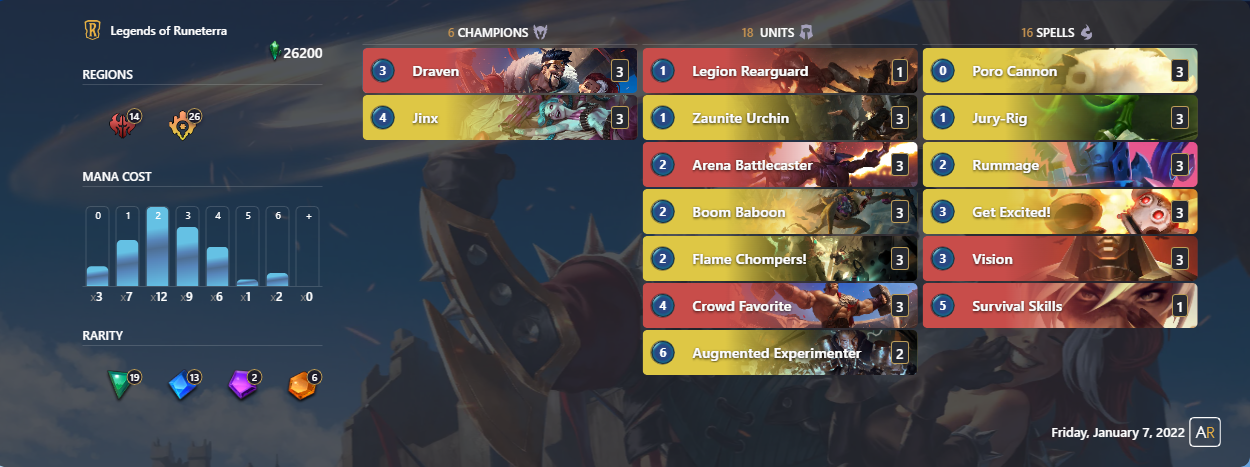 Legends of Runeterra
26200
REGIONS
14
26
MANA COST
0 1 2 3 4 5 6 +
x3 x7 x12 x9 x6 x1 x2 x0
RARITY
19 13 2 6
6 CHAMPIONS
3 Draven 3
4 Jinx 3
18 UNITS
1 Legion Rearguard 1
1 Zaunite Urchin 3
2 Arena Battlecaster 3
2 Boom Baboon 3
2 Flame Chompers! 3
4 Crowd Favorite 3
6 Augmented Experimenter 2
16 SPELLS
0 Poro Cannon 3
1 Jury-Rig 3
2 Rummage 3
3 Get Excited! 3
3 Vision 3
5 Survival Skills 1
Friday, January 7, 2022 AR